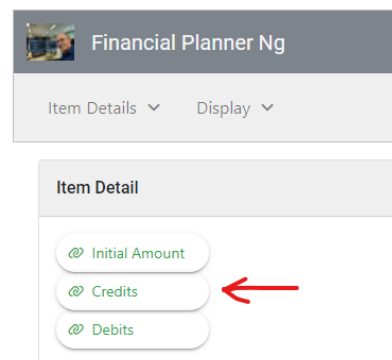 Financial Planner Ng
Item Details Display
Item Detail
Initial Amount
Credits
Debits